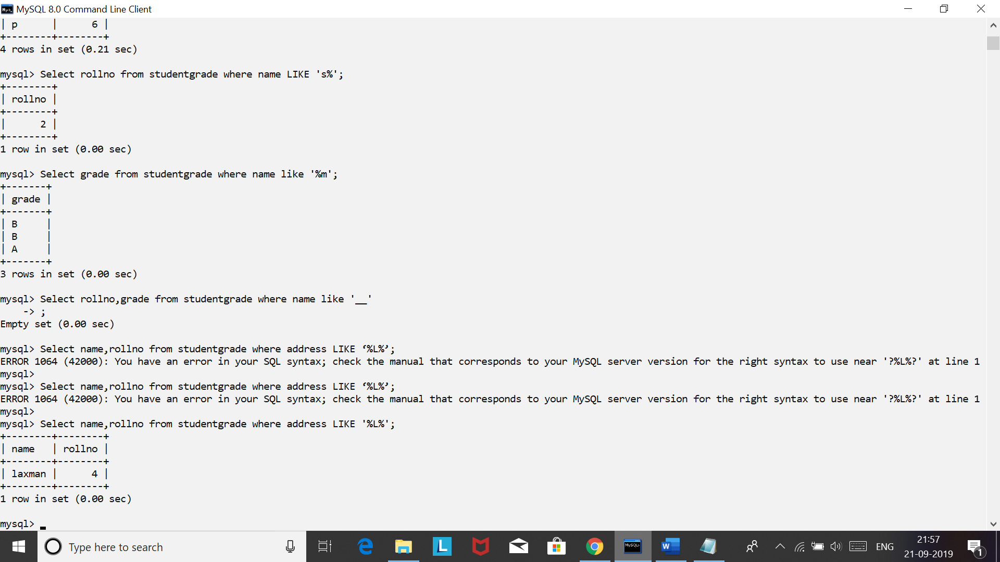 MySQL 8.0 Command Line Client
| p      |      6 |
+--------+--------+
4 rows in set (0.21 sec)
mysql> Select rollno from studentgrade where name LIKE 's%';
+--------+
| rollno |
+--------+
|      2 |
+--------+
1 row in set (0.00 sec)
mysql> Select grade from studentgrade where name like '%m';
+-------+
| grade |
+-------+
| B     |
| B     |
| A     |
+-------+
3 rows in set (0.00 sec)
mysql> Select rollno,grade from studentgrade where name like '__'
    -> ;
Empty set (0.00 sec)
mysql> Select name,rollno from studentgrade where address LIKE ‘%L%’;
ERROR 1064 (42000): You have an error in your SQL syntax; check the manual that corresponds to your MySQL server version for the right syntax to use near '?%L%?' at line 1
mysql>
mysql> Select name,rollno from studentgrade where address LIKE ‘%L%’;
ERROR 1064 (42000): You have an error in your SQL syntax; check the manual that corresponds to your MySQL server version for the right syntax to use near '?%L%?' at line 1
mysql>
mysql> Select name,rollno from studentgrade where address LIKE '%L%';
+--------+--------+
| name   | rollno |
+--------+--------+
| laxman |      4 |
+--------+--------+
1 row in set (0.00 sec)
mysql>
Type here to search
L
MySQL
W
ENG
21:57
21-09-2019
1